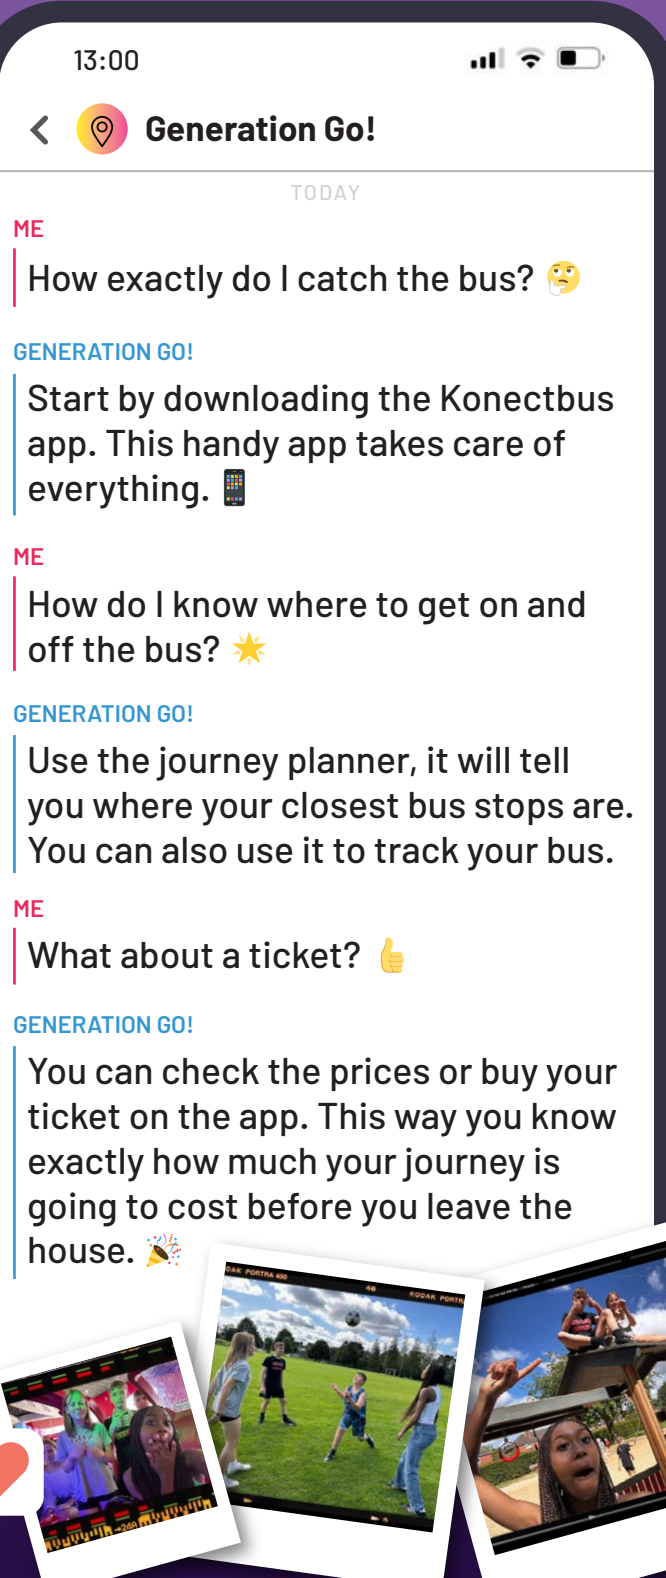 13:00
Generation Go!
TODAY
ME
How exactly do I catch the bus? 🤔
GENERATION GO!
Start by downloading the Konectbus
app. This handy app takes care of
everything. 📱
ME
How do I know where to get on and
off the bus? 🌟
GENERATION GO!
Use the journey planner, it will tell
you where your closest bus stops are.
You can also use it to track your bus.
ME
What about a ticket? 👍
GENERATION GO!
You can check the prices or buy your
ticket on the app. This way you know
exactly how much your journey is
going to cost before you leave the
house. 🎉
DAK PORTRA 400
46
KODAK PORTR